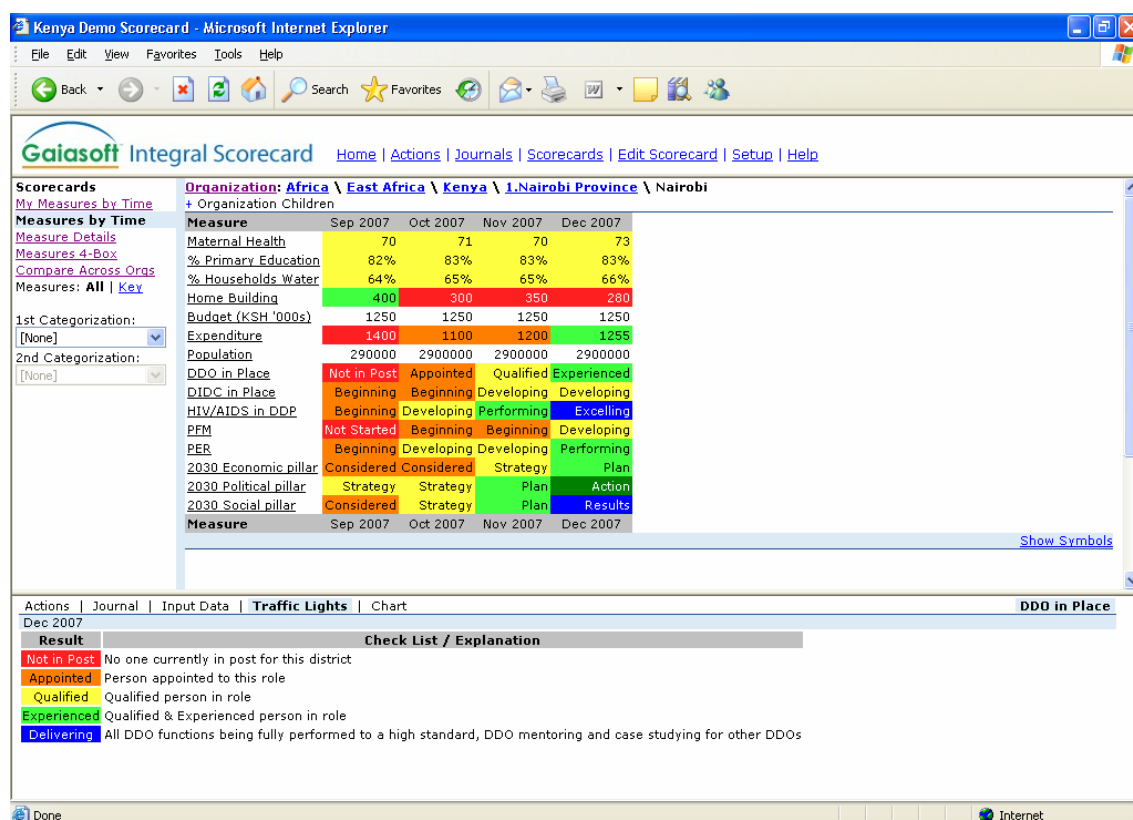 Kenya Demo Scorecard - Microsoft Internet Explorer
File Edit View Favorites Tools Help
Back Search Favorites
Gaiasoft Integral Scorecard Home | Actions | Journals | Scorecards | Edit Scorecard | Setup | Help
Scorecards
My Measures by Time
Measures by Time
Measure Details
Measures 4-Box
Compare Across Orgs
Measures: All | Key
1st Categorization:
[None]
2nd Categorization:
[None]
Organization: Africa \ East Africa \ Kenya \ 1.Nairobi Province \ Nairobi
+ Organization Children
Measure Sep 2007 Oct 2007 Nov 2007 Dec 2007
Maternal Health 70 71 70 73
% Primary Education 82% 83% 83% 83%
% Households Water 64% 65% 65% 66%
Home Building 400 300 350 280
Budget (KSH '000s) 1250 1250 1250 1250
Expenditure 1400 1100 1200 1255
Population 290000 2900000 2900000 2900000
DDO in Place Not in Post Appointed Qualified Experienced
DIDC in Place Beginning Beginning Developing Developing
HIV/AIDS in DDP Beginning Developing Performing Excelling
PFM Not Started Beginning Beginning Developing
PER Beginning Developing Developing Performing
2030 Economic pillar Considered Considered Strategy Plan
2030 Political pillar Strategy Strategy Plan Action
2030 Social pillar Considered Strategy Plan Results
Measure Sep 2007 Oct 2007 Nov 2007 Dec 2007
Show Symbols
Actions | Journal | Input Data | Traffic Lights | Chart DDO in Place
Dec 2007
Result Check List / Explanation
Not in Post No one currently in post for this district
Appointed Person appointed to this role
Qualified Qualified person in role
Experienced Qualified & Experienced person in role
Delivering All DDO functions being fully performed to a high standard, DDO mentoring and case studying for other DDOs
Done Internet